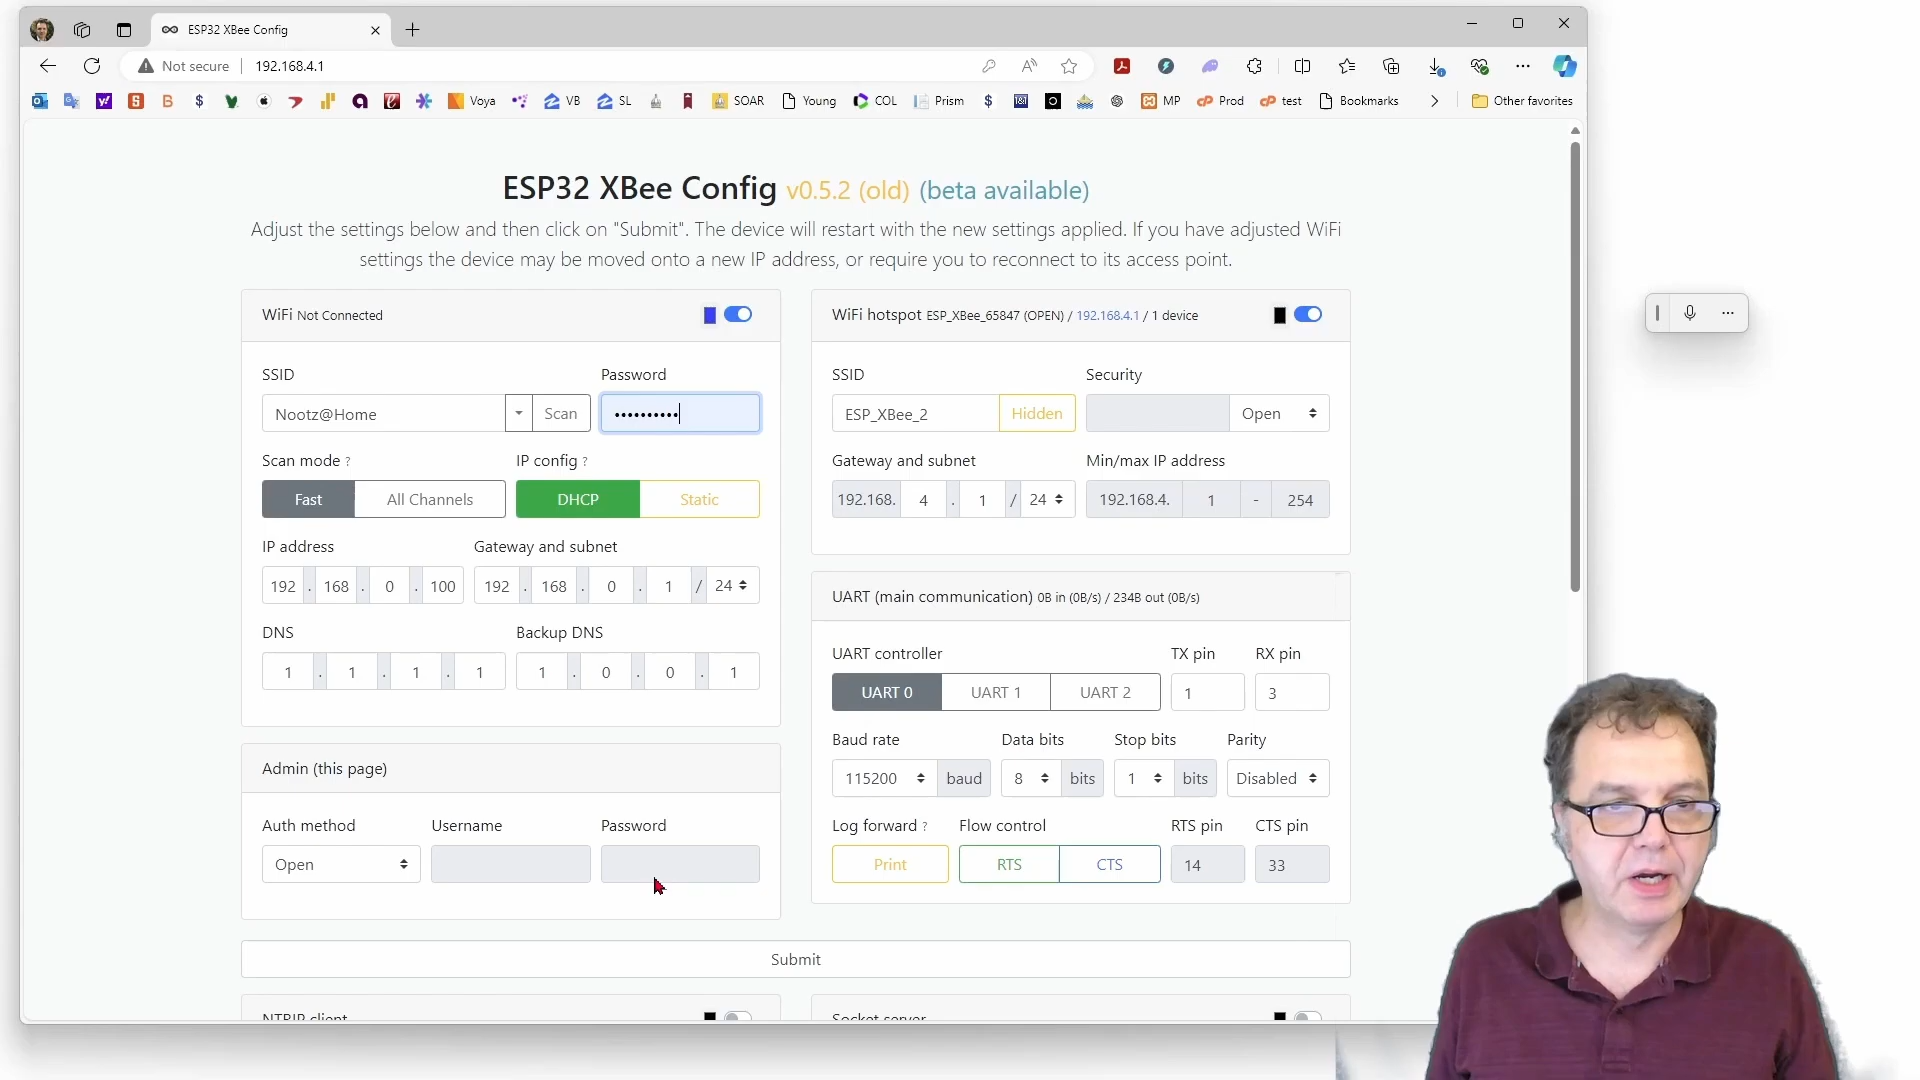 ESP32 XBee Config
Not secure
192.168.4.1
Voya
VB
SL
SOAR
Young
COL
Prism
MP
Prod
test
Bookmarks
Other favorites
ESP32 XBee Config v0.5.2 (old) (beta available)
Adjust the settings below and then click on "Submit". The device will restart with the new settings applied. If you have adjusted WiFi
settings the device may be moved onto a new IP address, or require you to reconnect to its access point.
WiFi Not Connected
SSID
Password
Nootz@Home
Scan
••••••••••
Scan mode ?
IP config ?
Fast
All Channels
DHCP
Static
IP address
Gateway and subnet
192 . 168 . 0 . 100
192 . 168 . 0 . 1 / 24
DNS
Backup DNS
1 . 1 . 1 . 1
1 . 0 . 0 . 1
Admin (this page)
Auth method
Username
Password
Open
WiFi hotspot ESP_XBee_65847 (OPEN) / 192.168.4.1 / 1 device
SSID
Security
ESP_XBee_2
Hidden
Open
Gateway and subnet
Min/max IP address
192.168. 4 . 1 / 24
192.168.4. 1 - 254
UART (main communication) 0B in (0B/s) / 234B out (0B/s)
UART controller
TX pin
RX pin
UART 0
UART 1
UART 2
1
3
Baud rate
Data bits
Stop bits
Parity
115200 baud
8 bits
1 bits
Disabled
Log forward ?
Flow control
RTS pin
CTS pin
Print
RTS
CTS
14
33
Submit
NTRIP client
Socket server